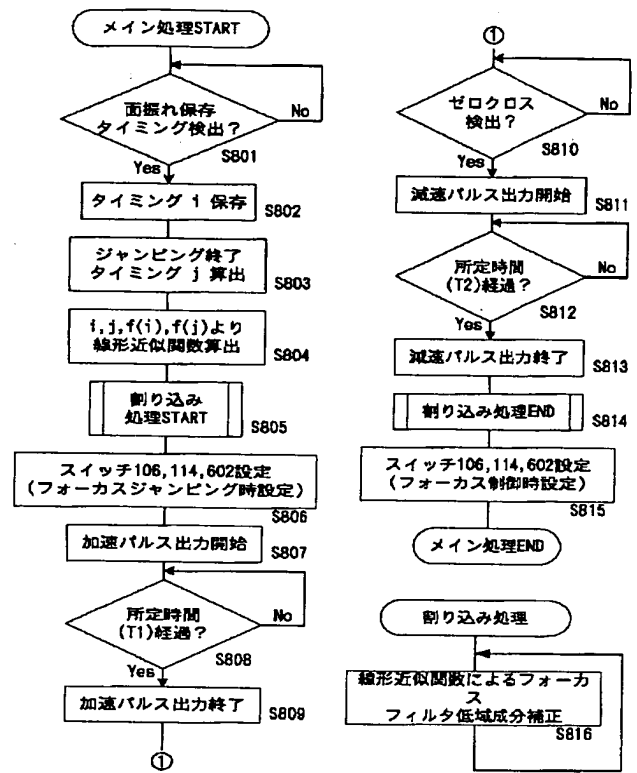 メイン処理START
面振れ保存
タイミング検出？
No
S801
Yes
タイミング i 保存
S802
ジャンピング終了
タイミング j 算出
S803
i,j,f(i),f(j)より
線形近似関数算出
S804
割り込み
処理START
S805
スイッチ106,114,602設定
(フォーカスジャンピング時設定)
S806
加速パルス出力開始
S807
所定時間
(T1)経過？
No
S808
Yes
加速パルス出力終了
S809
①
①
ゼロクロス
検出？
No
S810
Yes
減速パルス出力開始
S811
所定時間
(T2)経過？
No
S812
Yes
減速パルス出力終了
S813
割り込み処理END
S814
スイッチ106,114,602設定
(フォーカス制御時設定)
S815
メイン処理END
割り込み処理
線形近似関数によるフォーカ
ス
フィルタ低域成分補正
S816